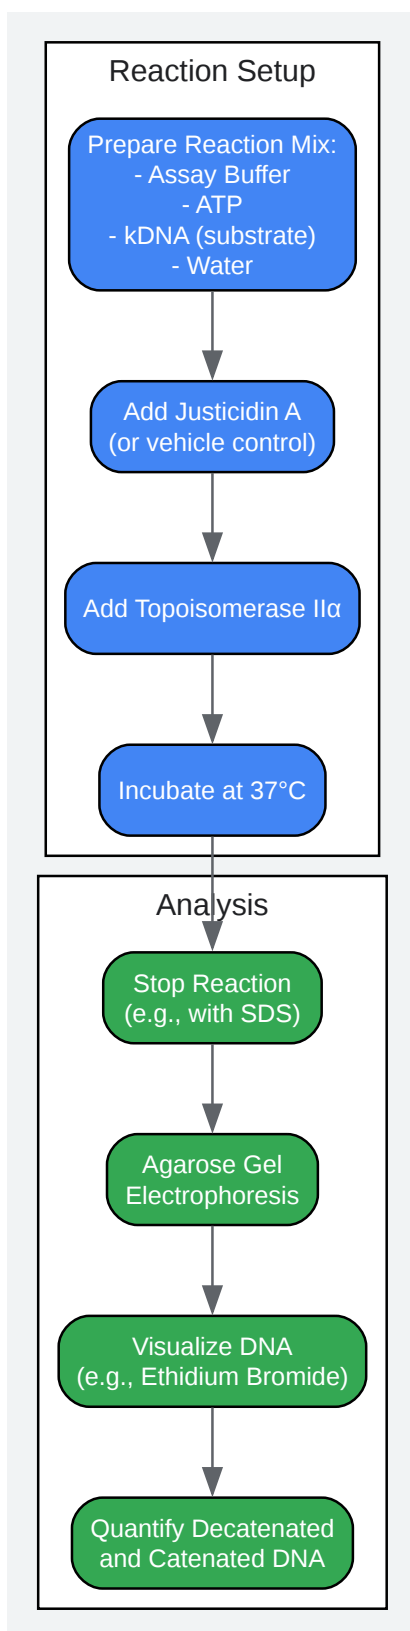 Reaction Setup
Prepare Reaction Mix:
- Assay Buffer
- ATP
- kDNA (substrate)
- Water
Add Justicidin A
(or vehicle control)
Add Topoisomerase IIα
Incubate at 37°C
Analysis
Stop Reaction
(e.g., with SDS)
Agarose Gel
Electrophoresis
Visualize DNA
(e.g., Ethidium Bromide)
Quantify Decatenated
and Catenated DNA